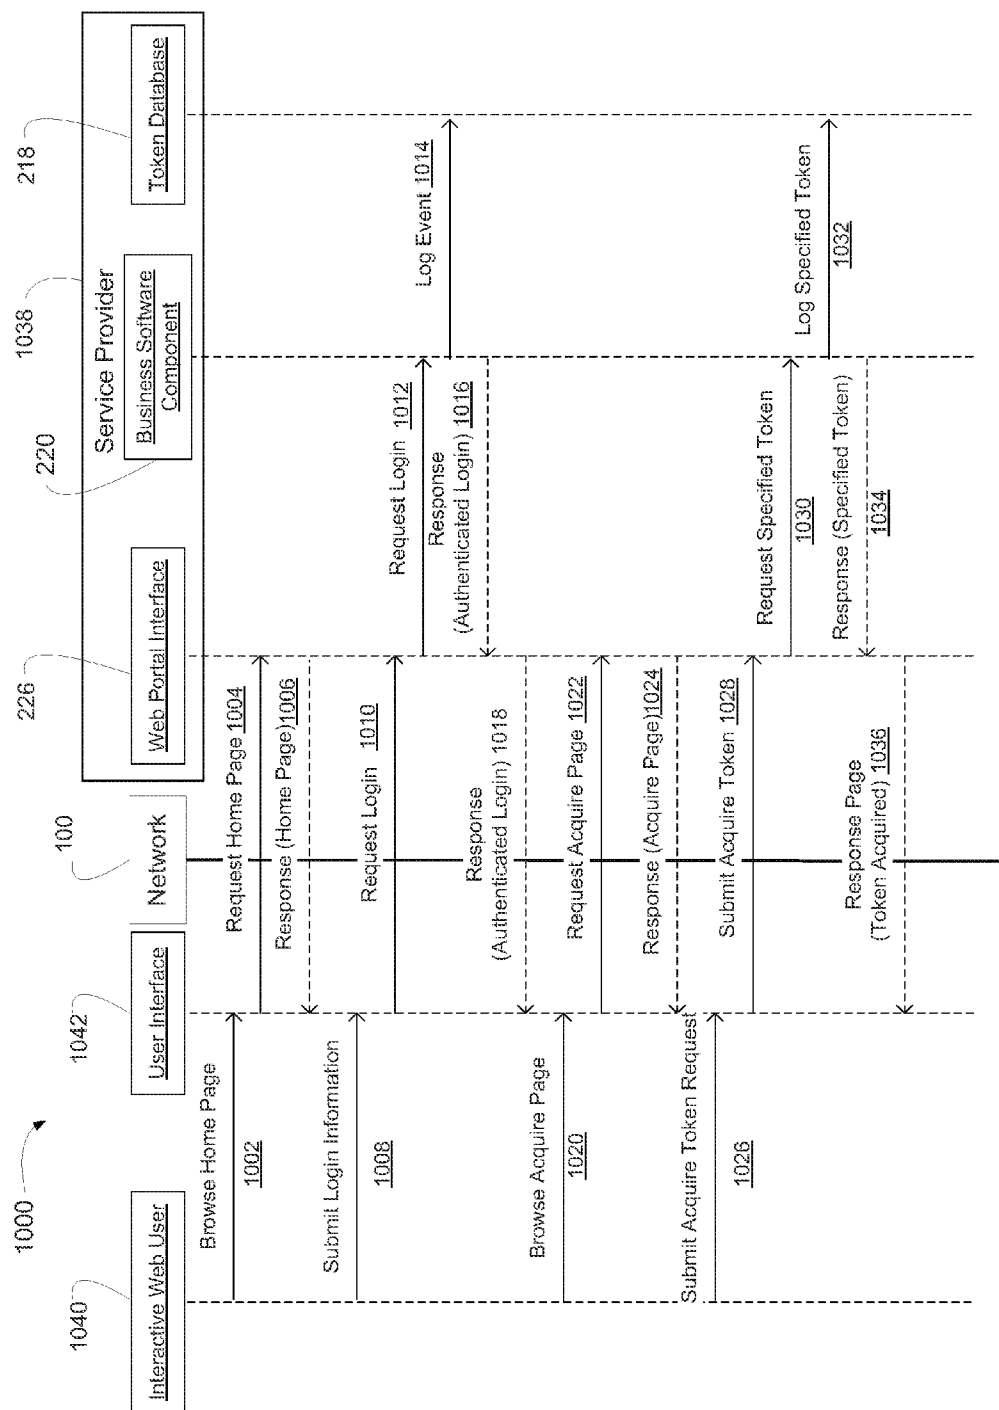 1000
1040
1042
100
226
220
1038
218
Service Provider
Interactive Web User
User Interface
Network
Web Portal Interface
Business Software
Component
Token Database
Browse Home Page
1002
Request Home Page 1004
Response (Home Page)1006
Submit Login Information
1008
Request Login 1010
Request Login 1012
Log Event 1014
Response
(Authenticated Login) 1016
Response
(Authenticated Login) 1018
Browse Acquire Page
1020
Request Acquire Page 1022
Response (Acquire Page)1024
Submit Acquire Token Request
1026
Submit Acquire Token 1028
Request Specified Token
1030
Log Specified Token
1032
Response (Specified Token)
1034
Response Page
(Token Acquired) 1036